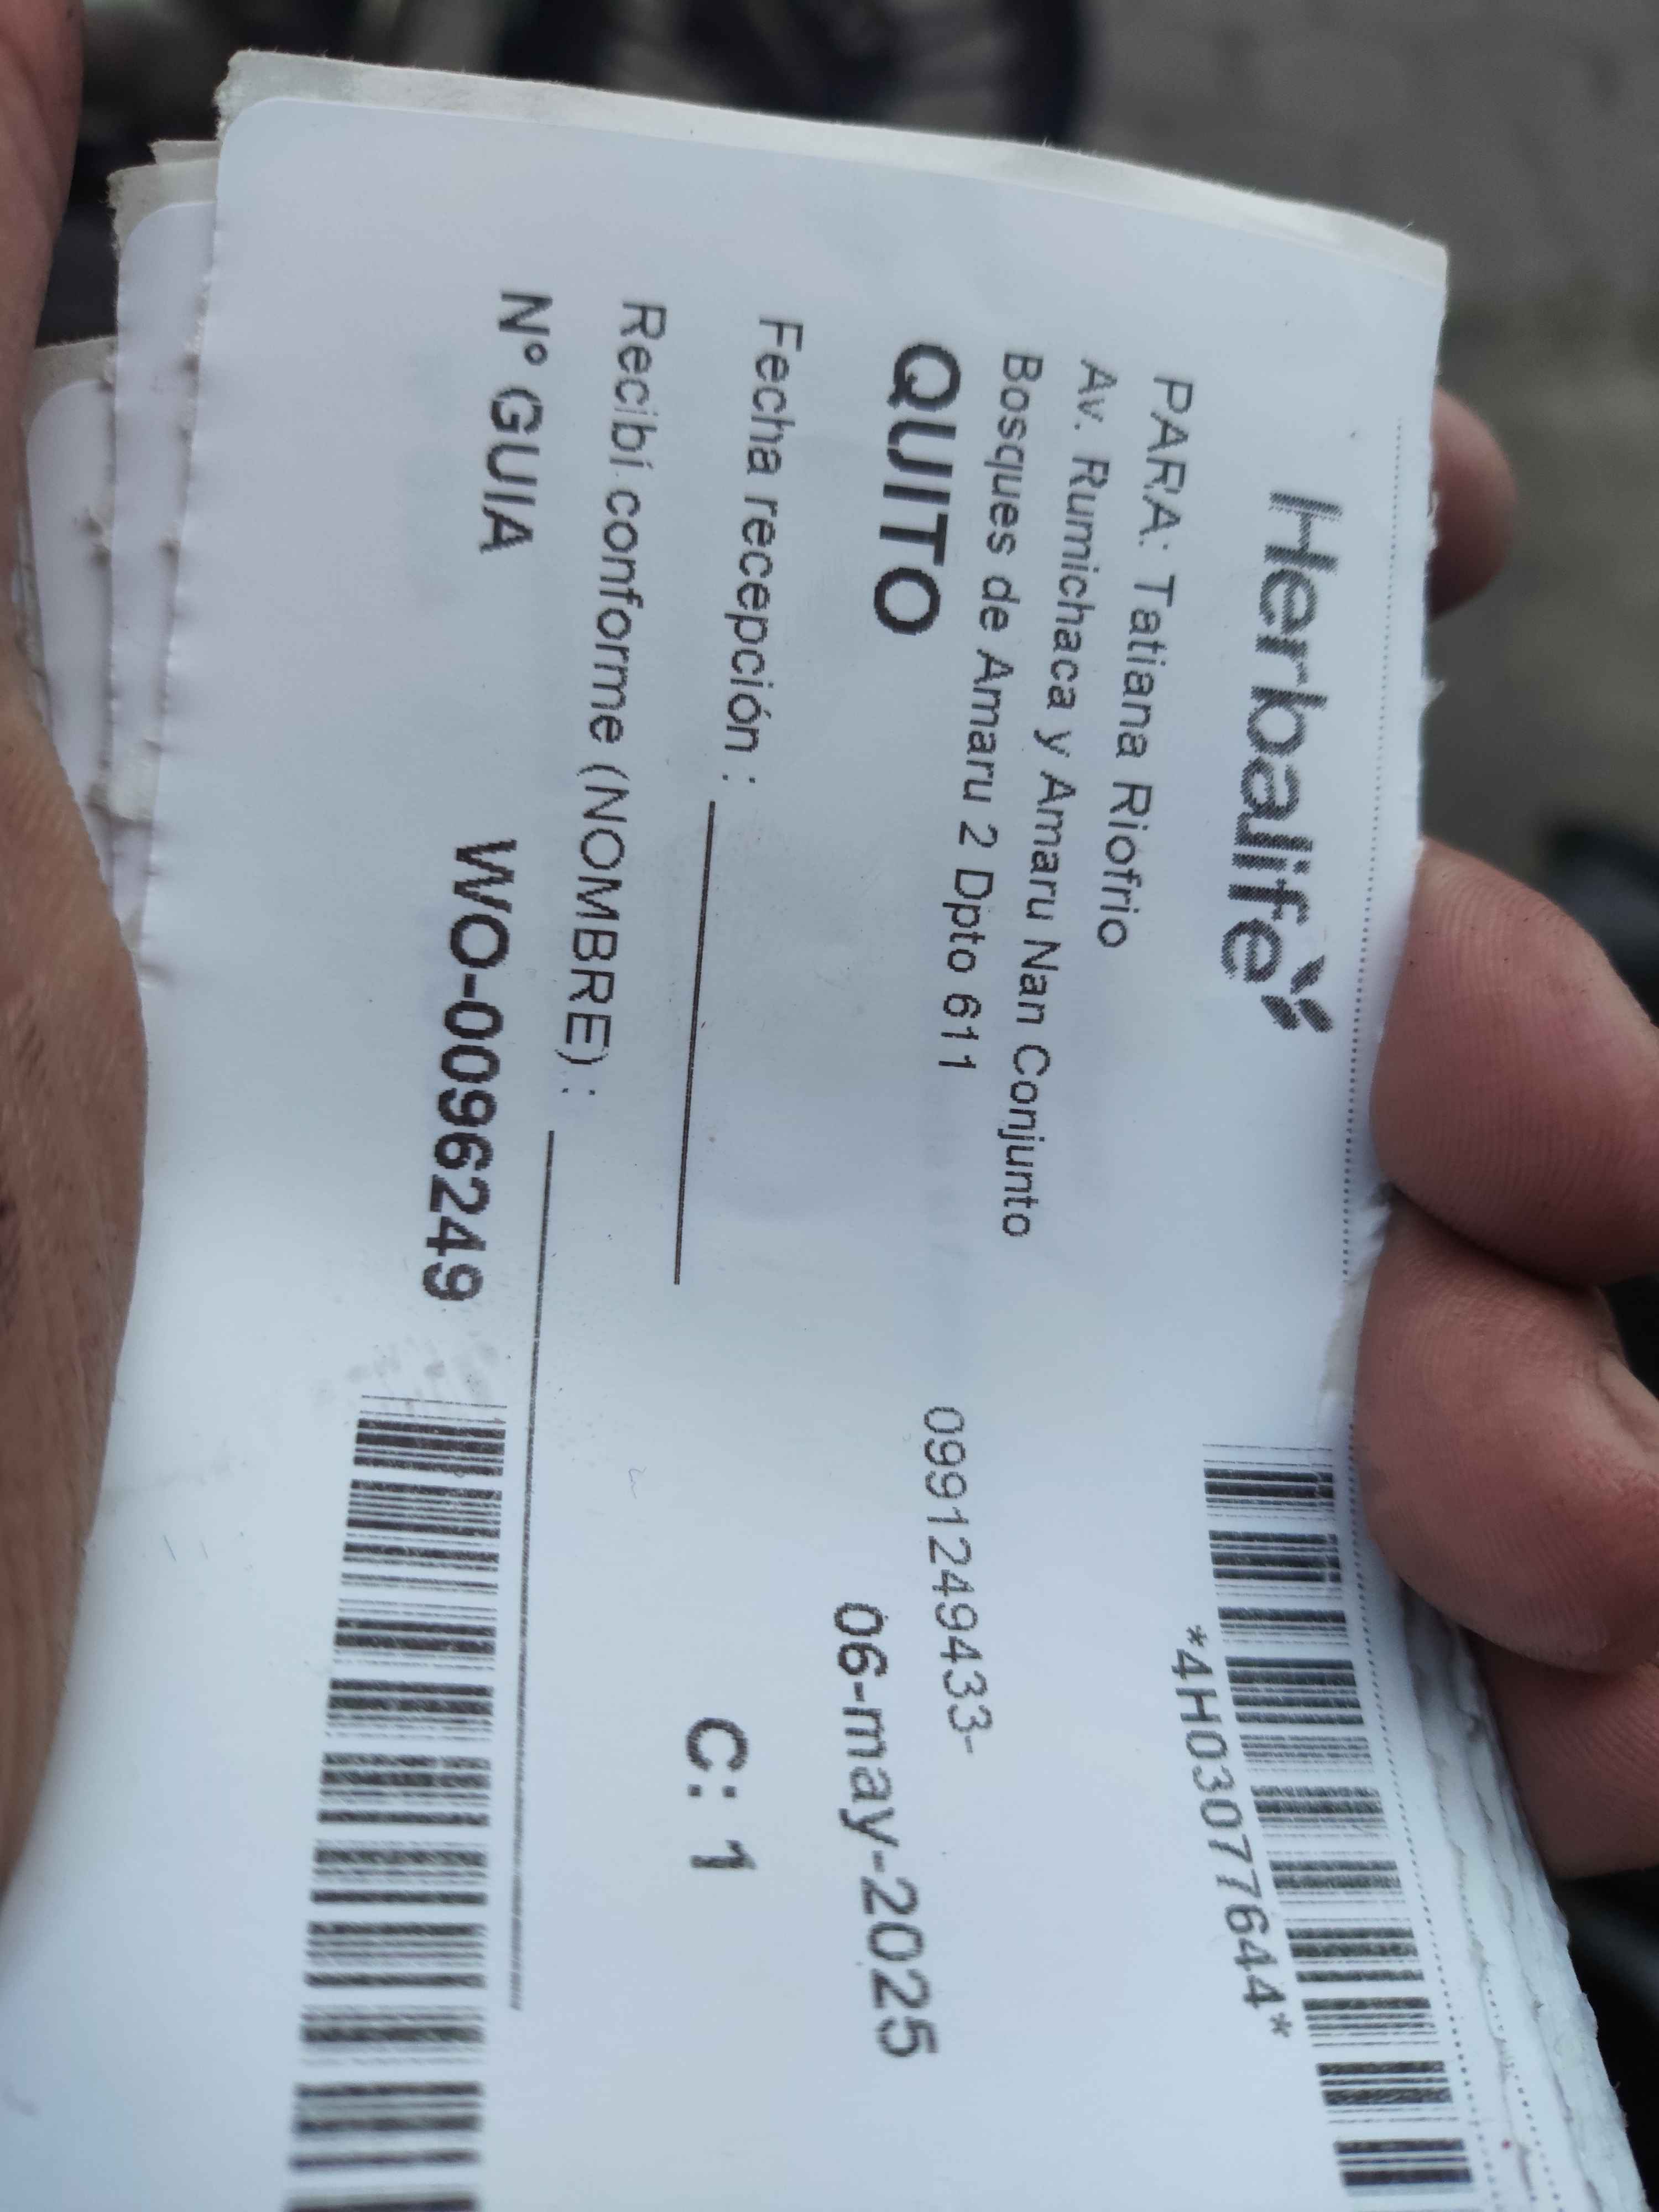 Herbalife
*4H03077644*
PARA: Tatiana Riofrio
Av. Rumichaca y Amaru Nan Conjunto
Bosques de Amaru 2 Dpto 611
0991249433-
QUITO
06-may-2025
Fecha recepción :
C: 1
Recibí conforme (NOMBRE) :
N° GUIA WO-0096249